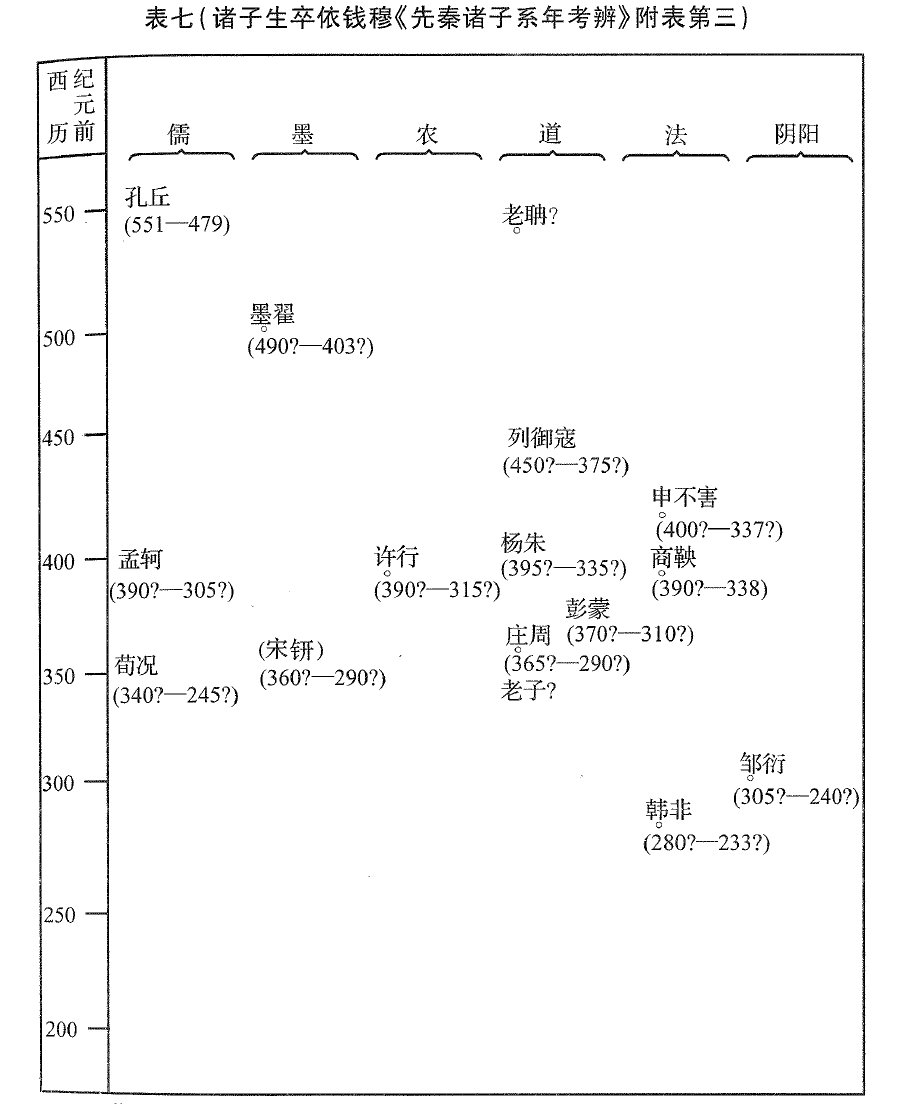 表七(诸子生卒依钱穆《先秦诸子系年考辨》附表第三)
西历纪元前
儒 墨 农 道 法 阴阳
550
孔丘
(551—479)
老聃?
500
墨翟
(490?—403?)
450
列御寇
(450?—375?)
申不害
(400?—337?)
400
孟轲
(390?—305?)
许行
(390?—315?)
杨朱
(395?—335?)
商鞅
(390?—338)
彭蒙
(370?—310?)
350
荀况
(340?—245?)
(宋钘)
(360?—290?)
庄周
(365?—290?)
老子?
300
邹衍
(305?—240?)
韩非
(280?—233?)
250
200